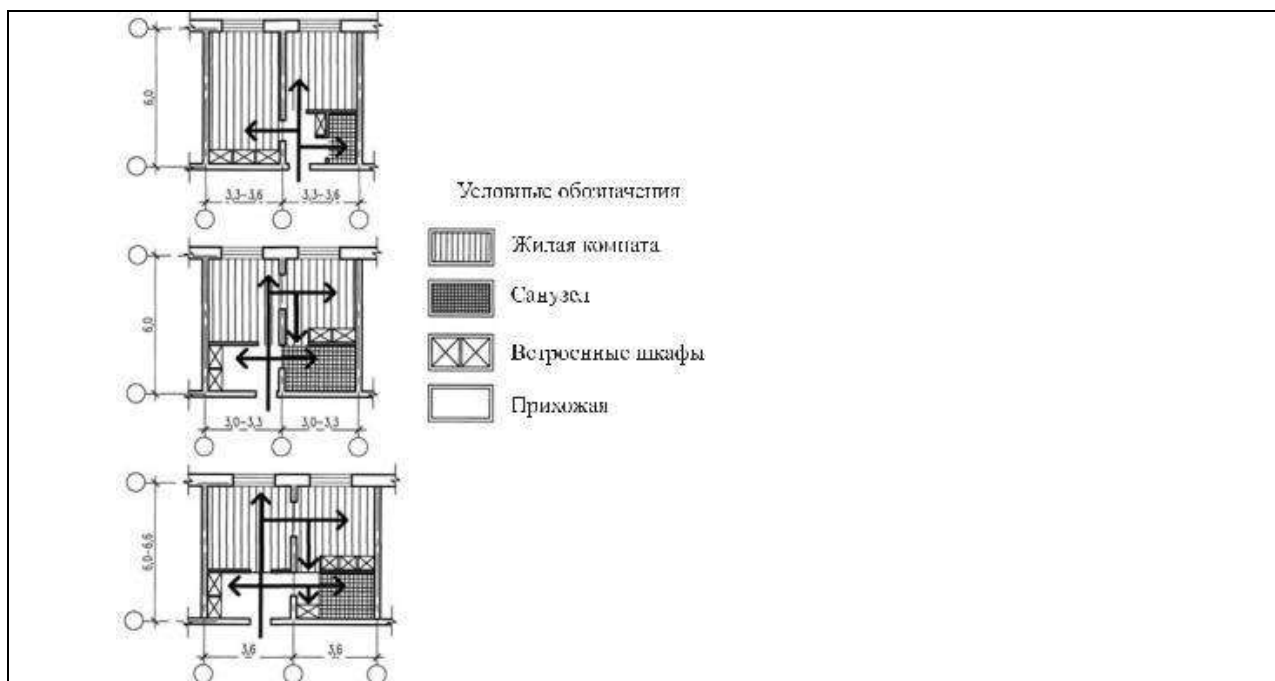 6,0
3,3-3,6
3,3-3,6
Условные обозначения
Жилая комната
Санузел
Встроенные шкафы
Прихожая
6,0
3,0-3,3
3,0-3,3
6,0-6,6
3,6
3,6